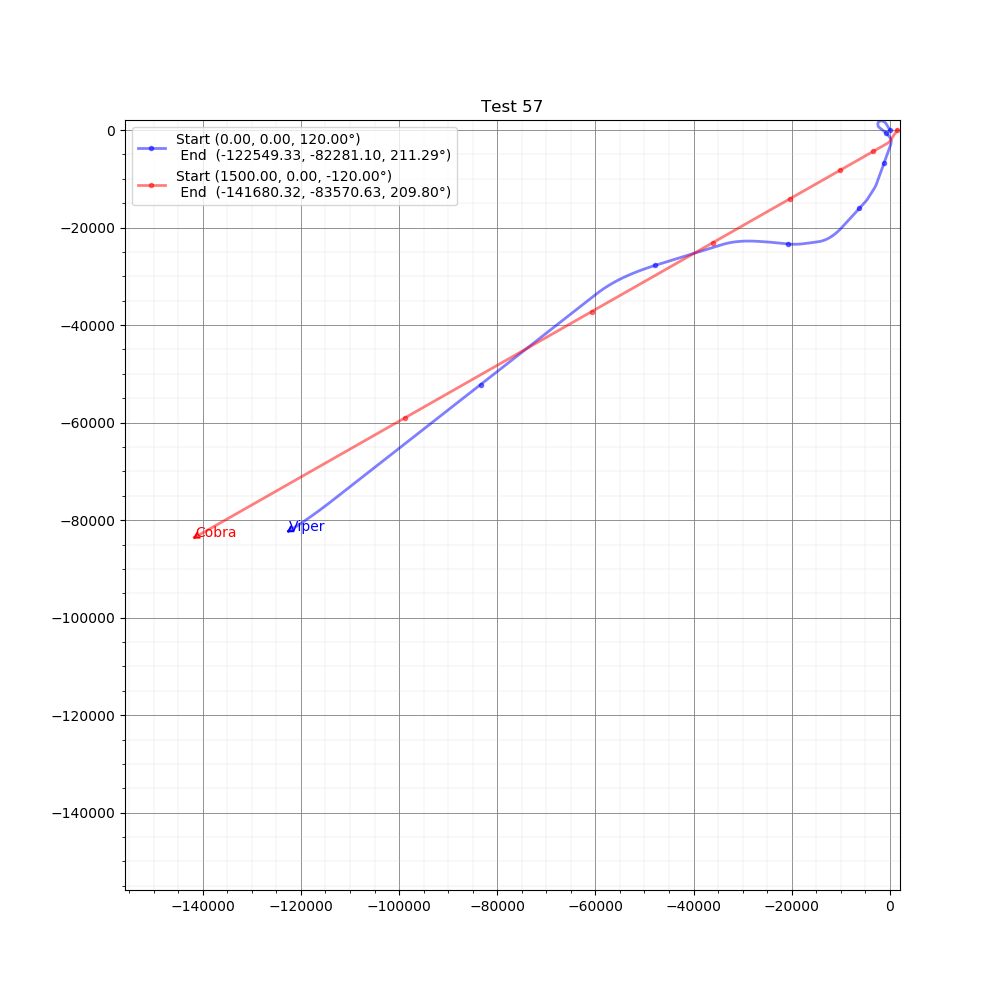 Test 57
Start (0.00, 0.00, 120.00°)
End (-122549.33, -82281.10, 211.29°)
Start (1500.00, 0.00, -120.00°)
End (-141680.32, -83570.63, 209.80°)
0
−20000
−40000
−60000
−80000
−100000
−120000
−140000
Cobra
Viper
−140000 −120000 −100000 −80000 −60000 −40000 −20000 0